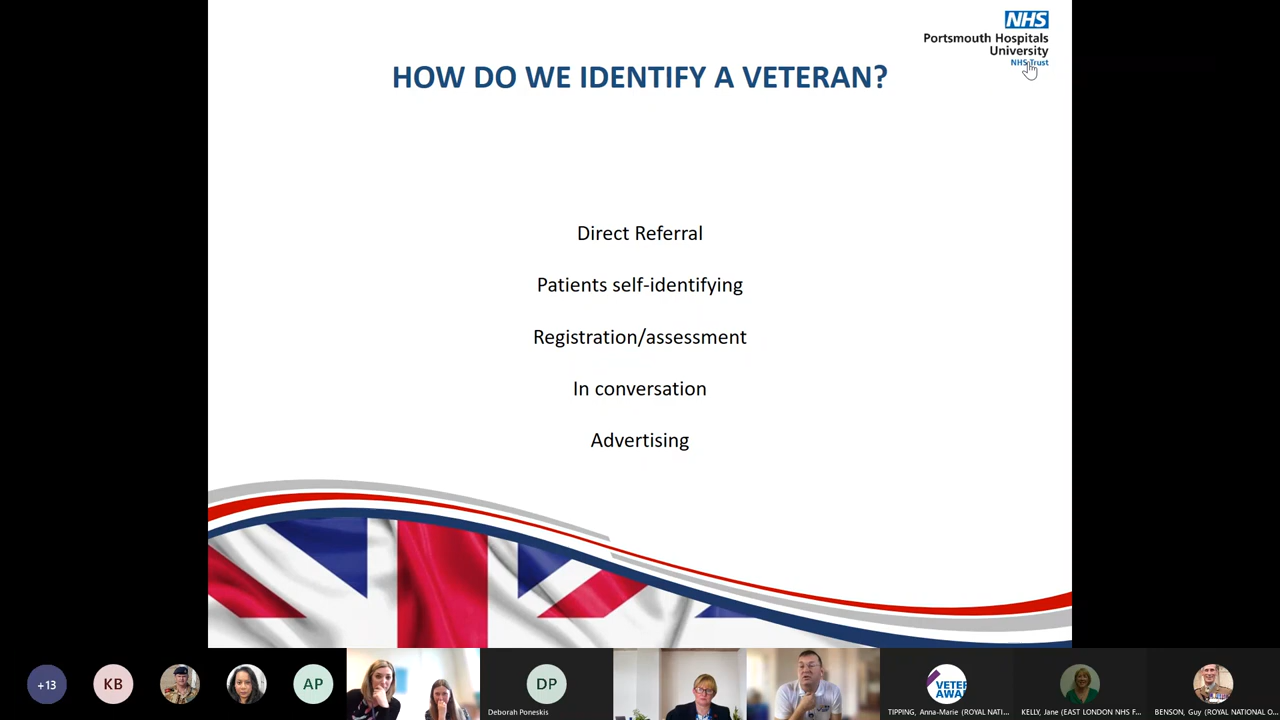 NHS
Portsmouth Hospitals
University
NHS Trust
HOW DO WE IDENTIFY A VETERAN?
Direct Referral
Patients self-identifying
Registration/assessment
In conversation
Advertising
+13
KB
AP
DP
Deborah Poneskis
VETER
AWA
TIPPING, Anna-Marie (ROYAL NATI...
KELLY, Jane (EAST LONDON NHS F...
BENSON, Guy (ROYAL NATIONAL O...